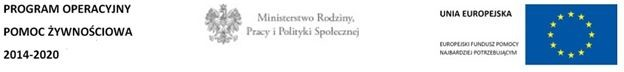 PROGRAM OPERACYJNY
POMOC ŻYWNOŚCIOWA
2014-2020
Ministerstwo Rodziny,
Pracy i Polityki Społecznej
UNIA EUROPEJSKA
EUROPEJSKI FUNDUSZ POMOCY
NAJBARDZIEJ POTRZEBUJĄCYM